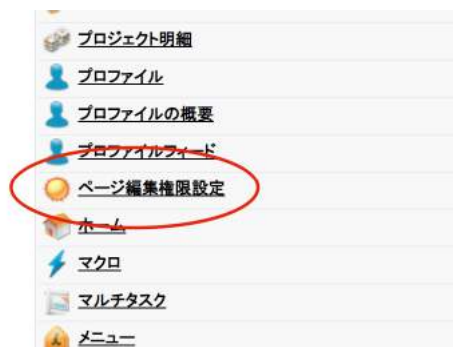 プロジェクト明細
プロファイル
プロファイルの概要
プロファイルフィード
ページ編集権限設定
ホーム
マクロ
マルチタスク
メニュー